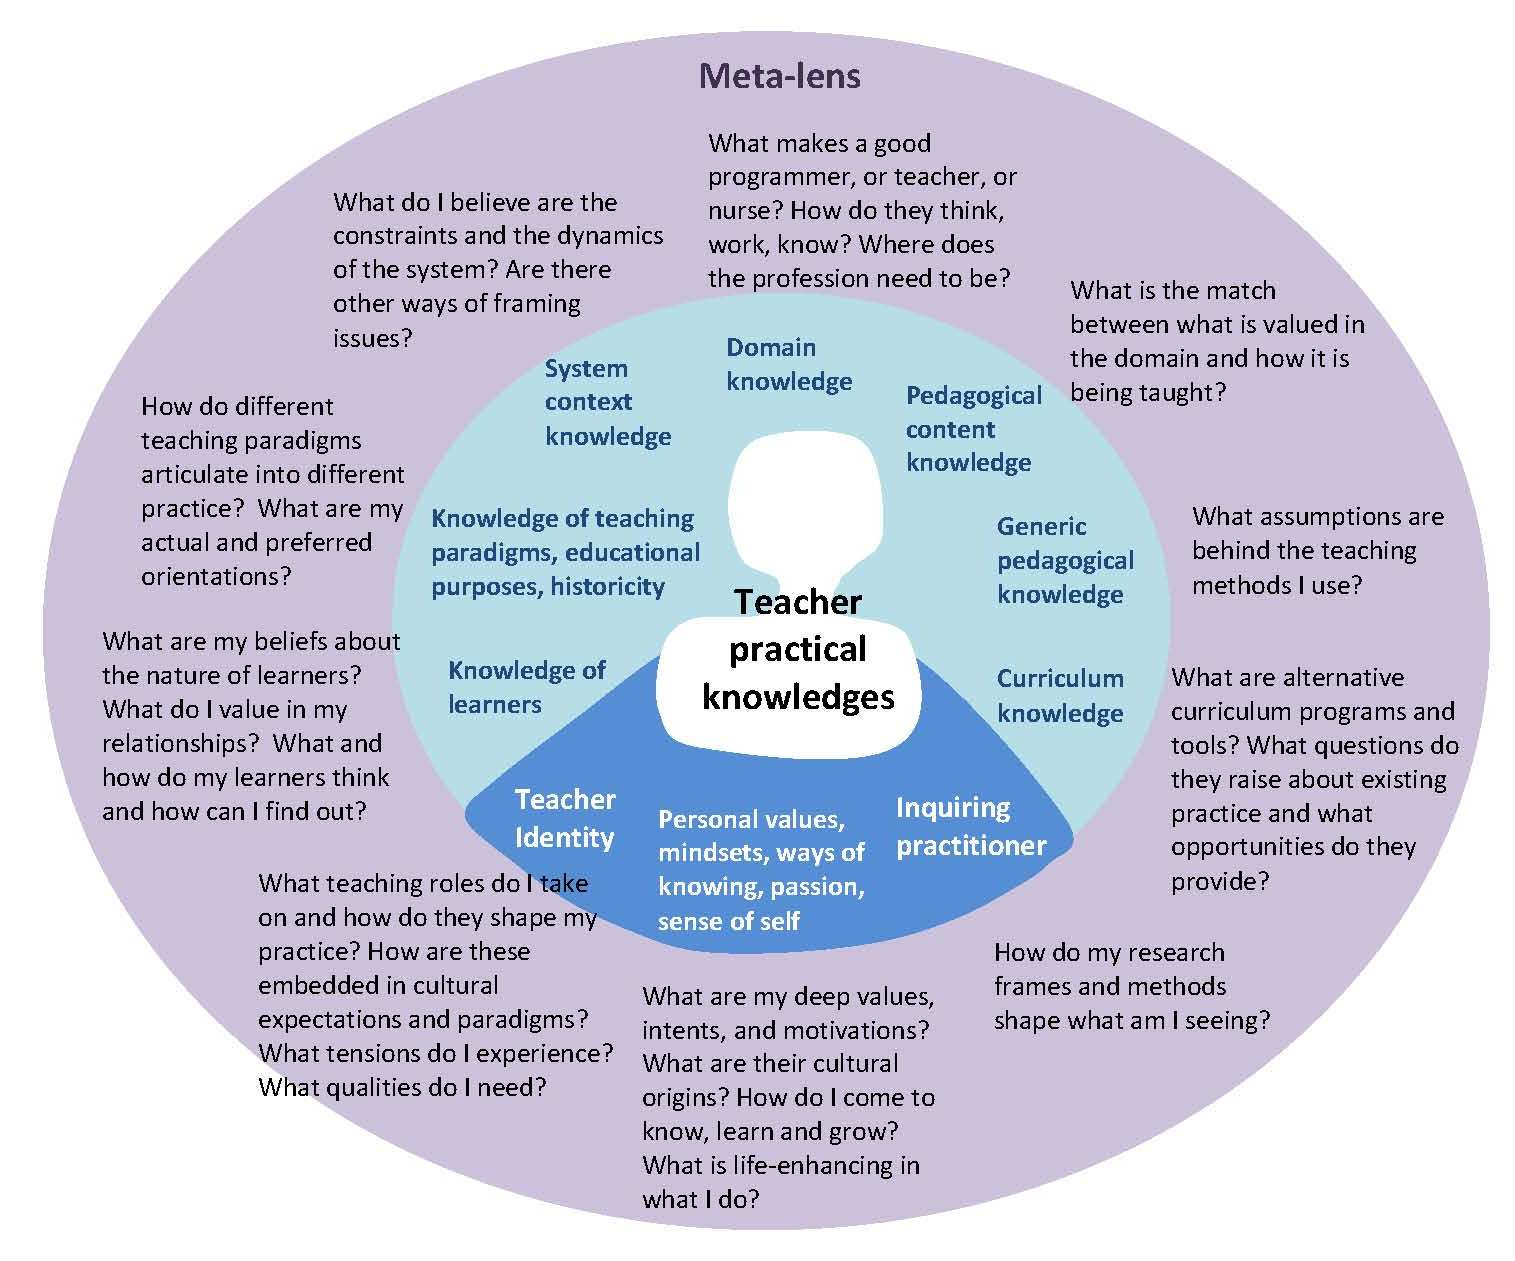 Meta-lens
What makes a good
programmer, or teacher, or
nurse? How do they think,
work, know? Where does
the profession need to be?
What do I believe are the
constraints and the dynamics
of the system? Are there
other ways of framing
issues?
What is the match
between what is valued in
the domain and how it is
being taught?
Domain
knowledge
System
context
knowledge
Pedagogical
content
knowledge
How do different
teaching paradigms
articulate into different
practice?  What are my
actual and preferred
orientations?
Knowledge of teaching
paradigms, educational
purposes, historicity
Generic
pedagogical
knowledge
What assumptions are
behind the teaching
methods I use?
Teacher
practical
knowledges
What are my beliefs about
the nature of learners?
What do I value in my
relationships?  What and
how do my learners think
and how can I find out?
Knowledge of
learners
Curriculum
knowledge
What are alternative
curriculum programs and
tools? What questions do
they raise about existing
practice and what
opportunities do they
provide?
Teacher
Identity
Personal values,
mindsets, ways of
knowing, passion,
sense of self
Inquiring
practitioner
What teaching roles do I take
on and how do they shape my
practice? How are these
embedded in cultural
expectations and paradigms?
What tensions do I experience?
What qualities do I need?
What are my deep values,
intents, and motivations?
What are their cultural
origins? How do I come to
know, learn and grow?
What is life-enhancing in
what I do?
How do my research
frames and methods
shape what am I seeing?